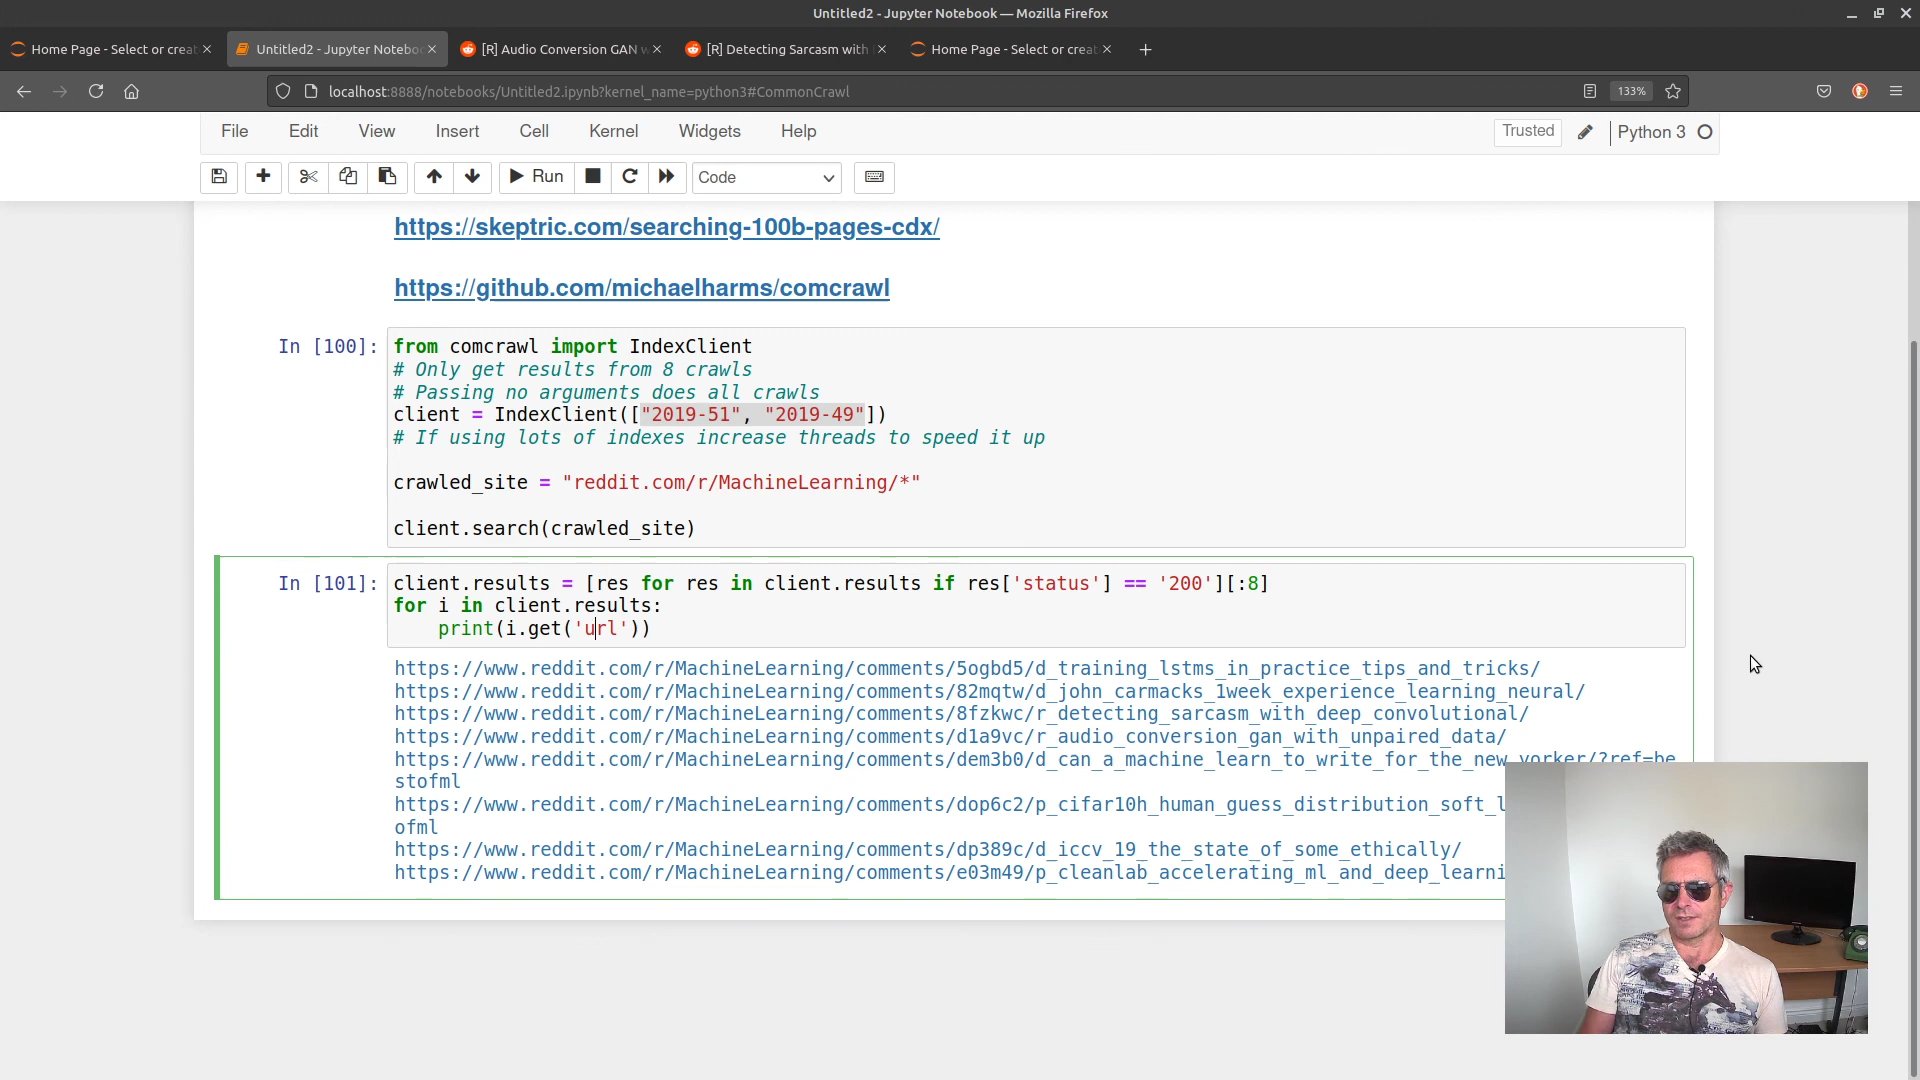 Untitled2 - Jupyter Notebook — Mozilla Firefox
Home Page - Select or creat
Untitled2 - Jupyter Noteboo
[R] Audio Conversion GAN w
[R] Detecting Sarcasm with
Home Page - Select or creat
localhost:8888/notebooks/Untitled2.ipynb?kernel_name=python3#CommonCrawl
133%
File Edit View Insert Cell Kernel Widgets Help
Trusted
Python 3
Run
Code
https://skeptric.com/searching-100b-pages-cdx/
https://github.com/michaelharms/comcrawl
In [100]: from comcrawl import IndexClient
# Only get results from 8 crawls
# Passing no arguments does all crawls
client = IndexClient(["2019-51", "2019-49"])
# If using lots of indexes increase threads to speed it up
crawled_site = "reddit.com/r/MachineLearning/*"
client.search(crawled_site)
In [101]: client.results = [res for res in client.results if res['status'] == '200'][:8]
for i in client.results:
print(i.get('url'))
https://www.reddit.com/r/MachineLearning/comments/5ogbd5/d_training_lstms_in_practice_tips_and_tricks/
https://www.reddit.com/r/MachineLearning/comments/82mqtw/d_john_carmacks_1week_experience_learning_neural/
https://www.reddit.com/r/MachineLearning/comments/8fzkwc/r_detecting_sarcasm_with_deep_convolutional/
https://www.reddit.com/r/MachineLearning/comments/d1a9vc/r_audio_conversion_gan_with_unpaired_data/
https://www.reddit.com/r/MachineLearning/comments/dem3b0/d_can_a_machine_learn_to_write_for_the_new_yorker/?ref=be
stofml
https://www.reddit.com/r/MachineLearning/comments/dop6c2/p_cifar10h_human_guess_distribution_soft_l
ofml
https://www.reddit.com/r/MachineLearning/comments/dp389c/d_iccv_19_the_state_of_some_ethically/
https://www.reddit.com/r/MachineLearning/comments/e03m49/p_cleanlab_accelerating_ml_and_deep_learni